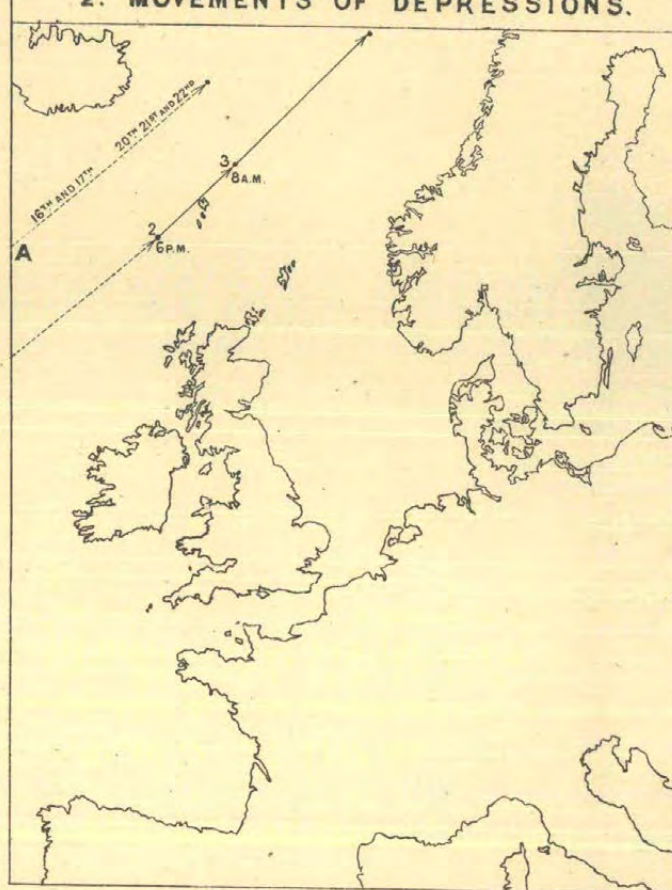 2. MOVEMENTS OF DEPRESSIONS.
16TH AND 17TH
20TH 21ST AND 22ND
3
8 A.M.
2
6 P.M.
A